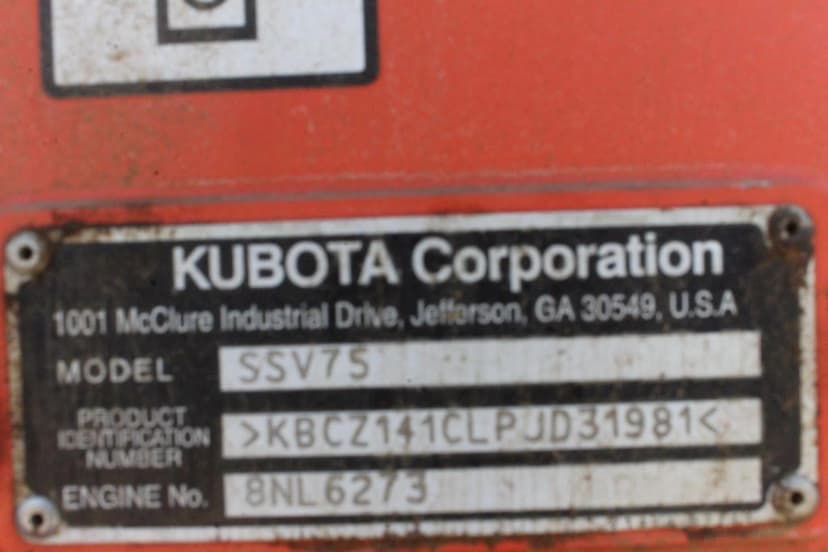 KUBOTA Corporation
1001 McClure Industrial Drive, Jefferson, GA 30549, U.S.A
MODEL SSV75
PRODUCT
IDENTIFICATION
NUMBER
>KBCZ141CLPJD31981<
ENGINE No. 8NL6273